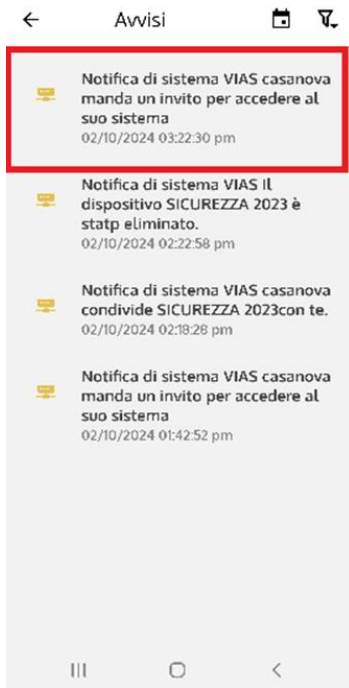 Avvisi
Notifica di sistema VIAS casanova
manda un invito per accedere al
suo sistema
02/10/2024 03:22:30 pm
Notifica di sistema VIAS Il
dispositivo SICUREZZA 2023 è
statp eliminato.
02/10/2024 02:22:58 pm
Notifica di sistema VIAS casanova
condivide SICUREZZA 2023con te.
02/10/2024 02:18:28 pm
Notifica di sistema VIAS casanova
manda un invito per accedere al
suo sistema
02/10/2024 01:42:52 pm